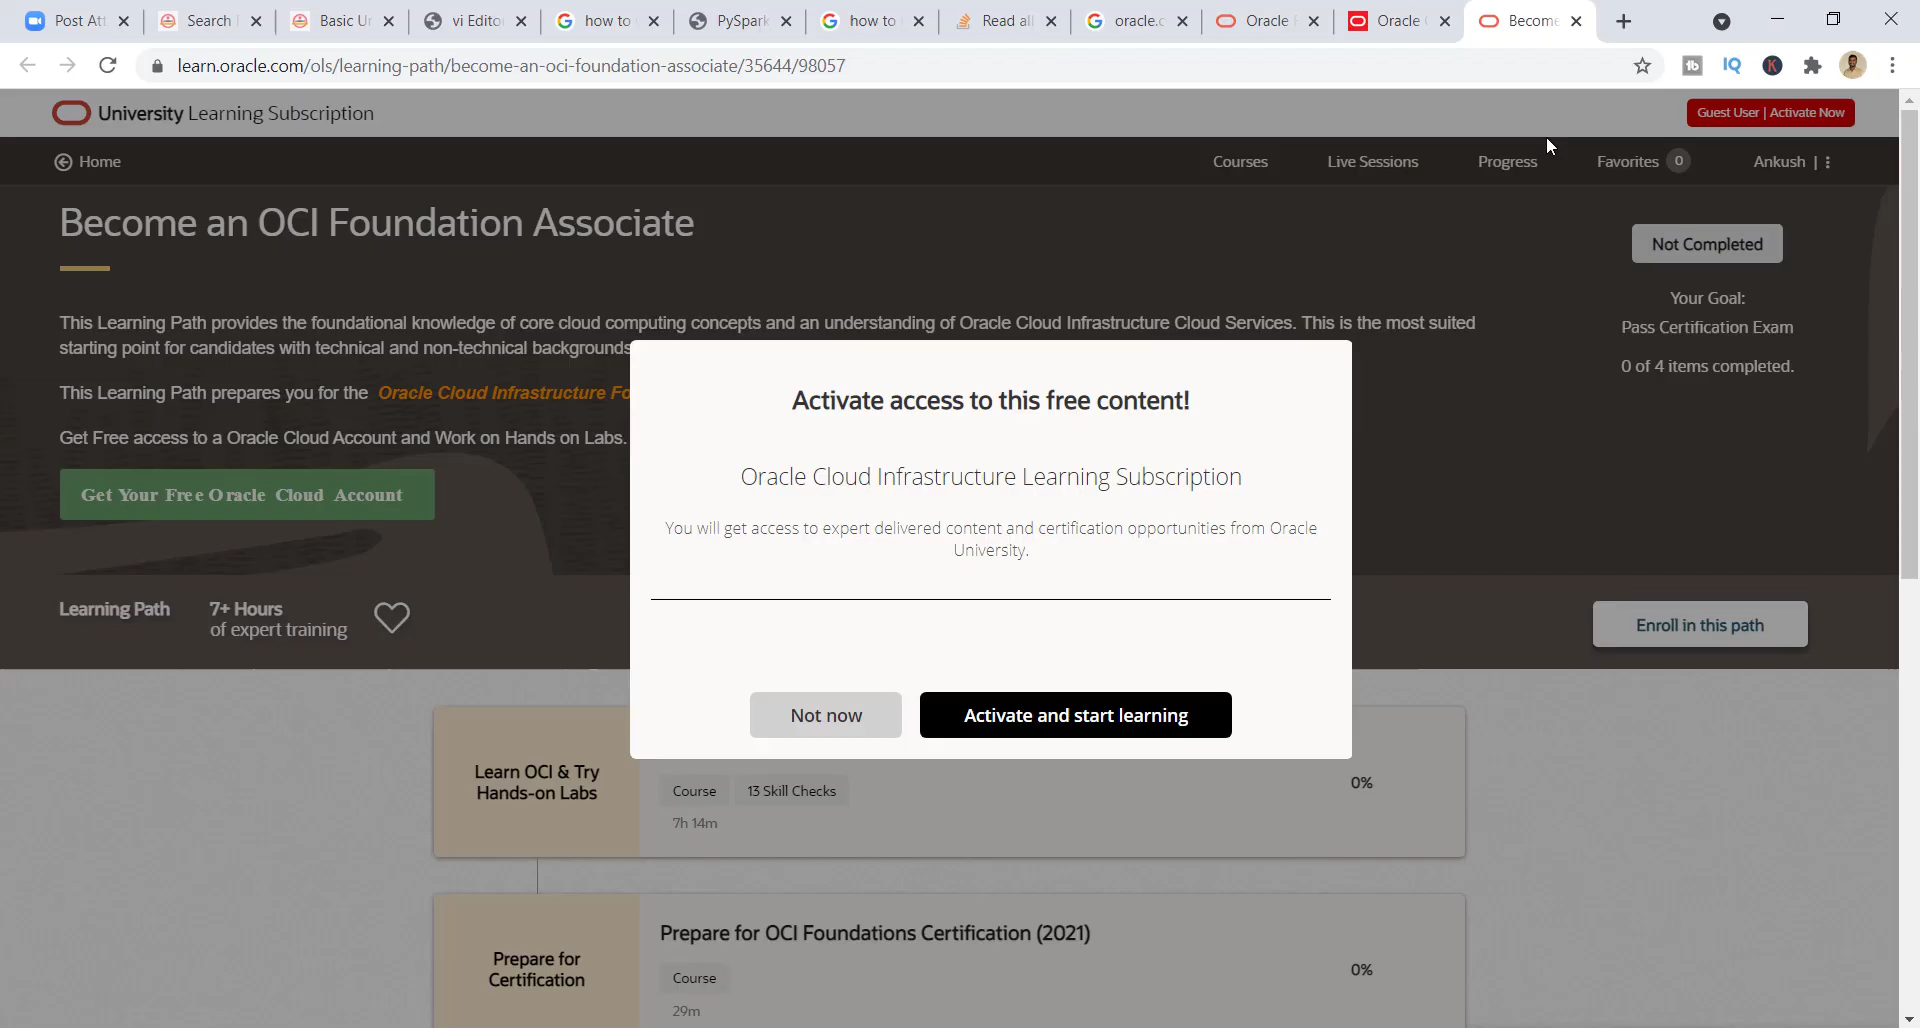 Post Att
Search
Basic Ur
vi Edito
how to
PySpark
how to
Read all
oracle.c
Oracle
Oracle
Become
learn.oracle.com/ols/learning-path/become-an-oci-foundation-associate/35644/98057
University Learning Subscription
Guest User | Activate Now
Home
Courses
Live Sessions
Progress
Favorites 0
Ankush |
Become an OCI Foundation Associate
Not Completed
Your Goal:
Pass Certification Exam
0 of 4 items completed.
This Learning Path provides the foundational knowledge of core cloud computing concepts and an understanding of Oracle Cloud Infrastructure Cloud Services. This is the most suited
starting point for candidates with technical and non-technical backgrounds
This Learning Path prepares you for the Oracle Cloud Infrastructure Fo
Get Free access to a Oracle Cloud Account and Work on Hands on Labs.
Get Your Free Oracle Cloud Account
Activate access to this free content!
Oracle Cloud Infrastructure Learning Subscription
You will get access to expert delivered content and certification opportunities from Oracle
University.
Not now
Activate and start learning
Learning Path
7+ Hours
of expert training
Enroll in this path
Learn OCI & Try
Hands-on Labs
Course
13 Skill Checks
7h 14m
0%
Prepare for
Certification
Prepare for OCI Foundations Certification (2021)
Course
29m
0%